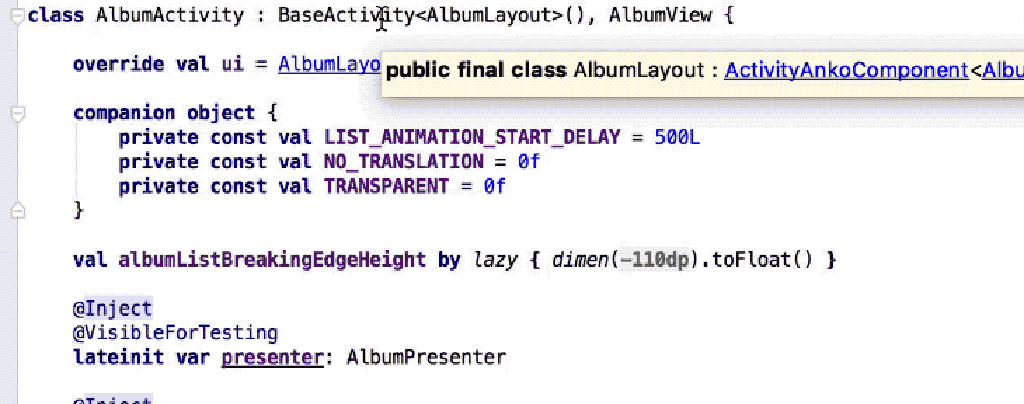 class AlbumActivity : BaseActivity<AlbumLayout>(), AlbumView {
override val ui = AlbumLayo
public final class AlbumLayout : ActivityAnkoComponent<Albu
companion object {
private const val LIST_ANIMATION_START_DELAY = 500L
private const val NO_TRANSLATION = 0f
private const val TRANSPARENT = 0f
}
val albumListBreakingEdgeHeight by lazy { dimen(-110dp).toFloat() }
@Inject
@VisibleForTesting
lateinit var presenter: AlbumPresenter
@Inject